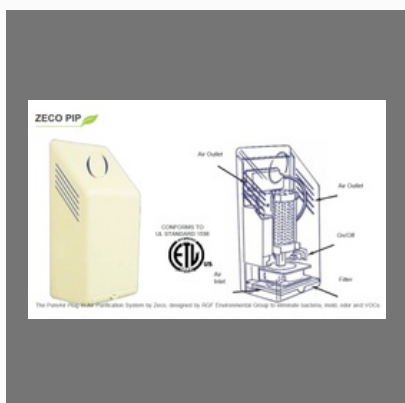 ZECO PIP
Air Outlet
Air Outlet
CONFORMS TO
UL STANDARD 1598
ETL
US
On/Off
Air
Inlet
Filter
The PureAir Plug In Air Purification System by Zeco, designed by RGF Environmental Group to eliminate bacteria, mold, odor and VOCs.